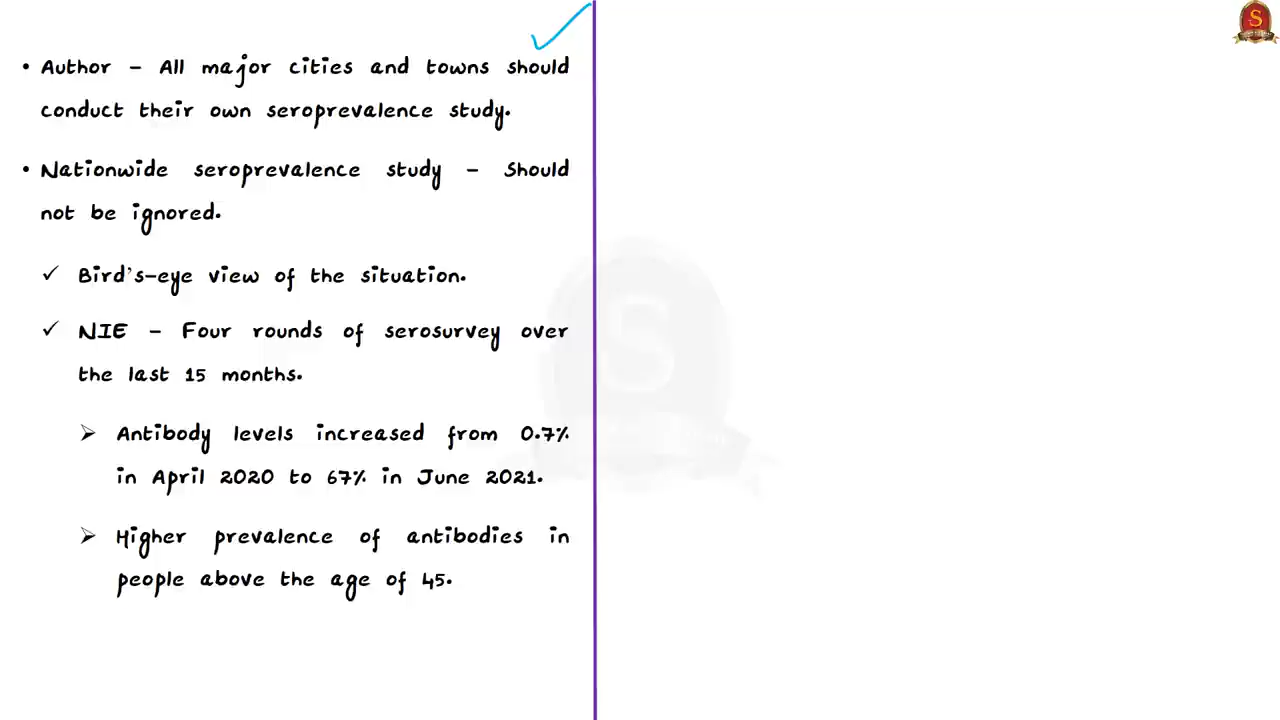 • Author – All major cities and towns should
conduct their own seroprevalence study.
• Nationwide seroprevalence study – Should
not be ignored.
✓ Bird's-eye view of the situation.
✓ NIE – Four rounds of serosurvey over
the last 15 months.
➢ Antibody levels increased from 0.7%
in April 2020 to 67% in June 2021.
➢ Higher prevalence of antibodies in
people above the age of 45.
S
S